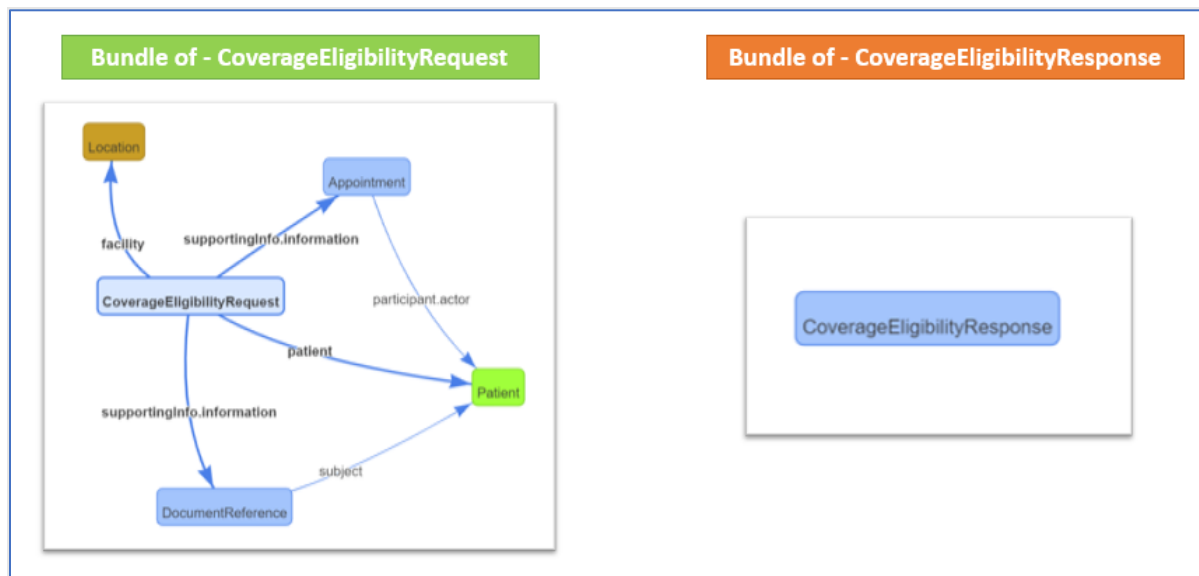 Bundle of - CoverageEligibilityRequest
Bundle of - CoverageEligibilityResponse
Location
Appointment
facility
supportingInfo.information
CoverageEligibilityRequest
participant.actor
patient
Patient
supportingInfo.information
subject
DocumentReference
CoverageEligibilityResponse